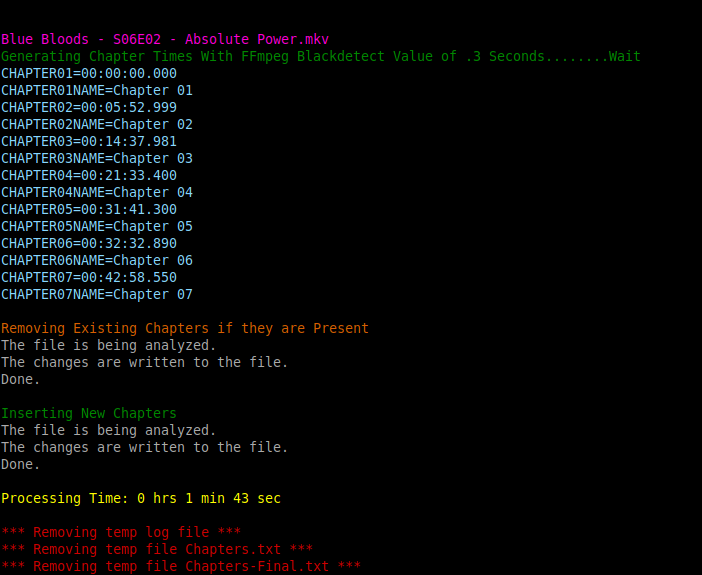 Blue Bloods - S06E02 - Absolute Power.mkv
Generating Chapter Times With FFmpeg Blackdetect Value of .3 Seconds........Wait
CHAPTER01=00:00:00.000
CHAPTER01NAME=Chapter 01
CHAPTER02=00:05:52.999
CHAPTER02NAME=Chapter 02
CHAPTER03=00:14:37.981
CHAPTER03NAME=Chapter 03
CHAPTER04=00:21:33.400
CHAPTER04NAME=Chapter 04
CHAPTER05=00:31:41.300
CHAPTER05NAME=Chapter 05
CHAPTER06=00:32:32.890
CHAPTER06NAME=Chapter 06
CHAPTER07=00:42:58.550
CHAPTER07NAME=Chapter 07
Removing Existing Chapters if they are Present
The file is being analyzed.
The changes are written to the file.
Done.
Inserting New Chapters
The file is being analyzed.
The changes are written to the file.
Done.
Processing Time: 0 hrs 1 min 43 sec
*** Removing temp log file ***
*** Removing temp file Chapters.txt ***
*** Removing temp file Chapters-Final.txt ***